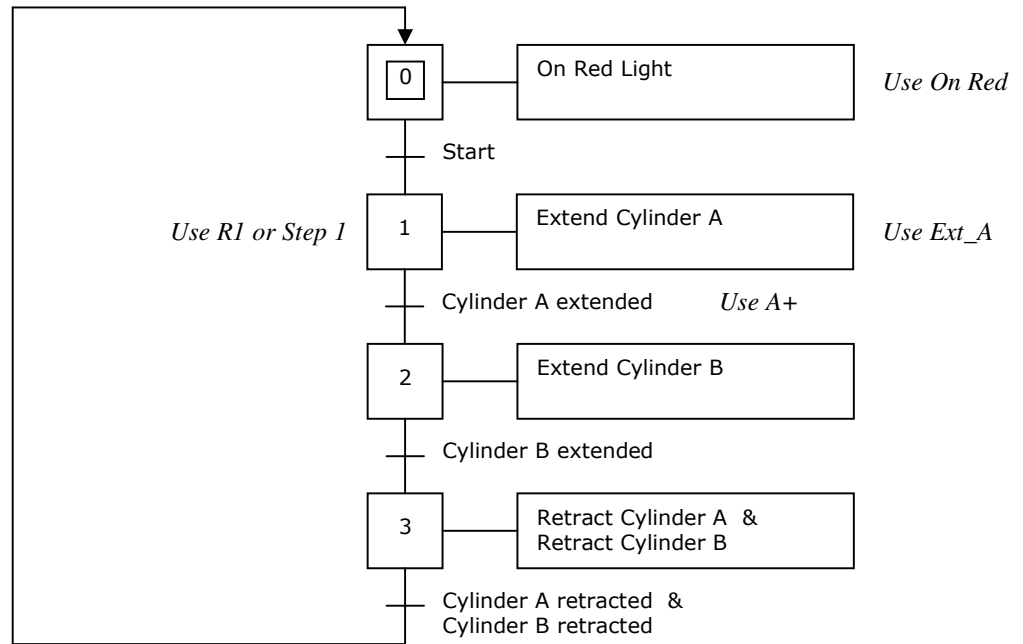 0
On Red Light
Use On Red
Start
Use R1 or Step 1
1
Extend Cylinder A
Use Ext_A
Cylinder A extended
Use A+
2
Extend Cylinder B
Cylinder B extended
3
Retract Cylinder A &
Retract Cylinder B
Cylinder A retracted &
Cylinder B retracted